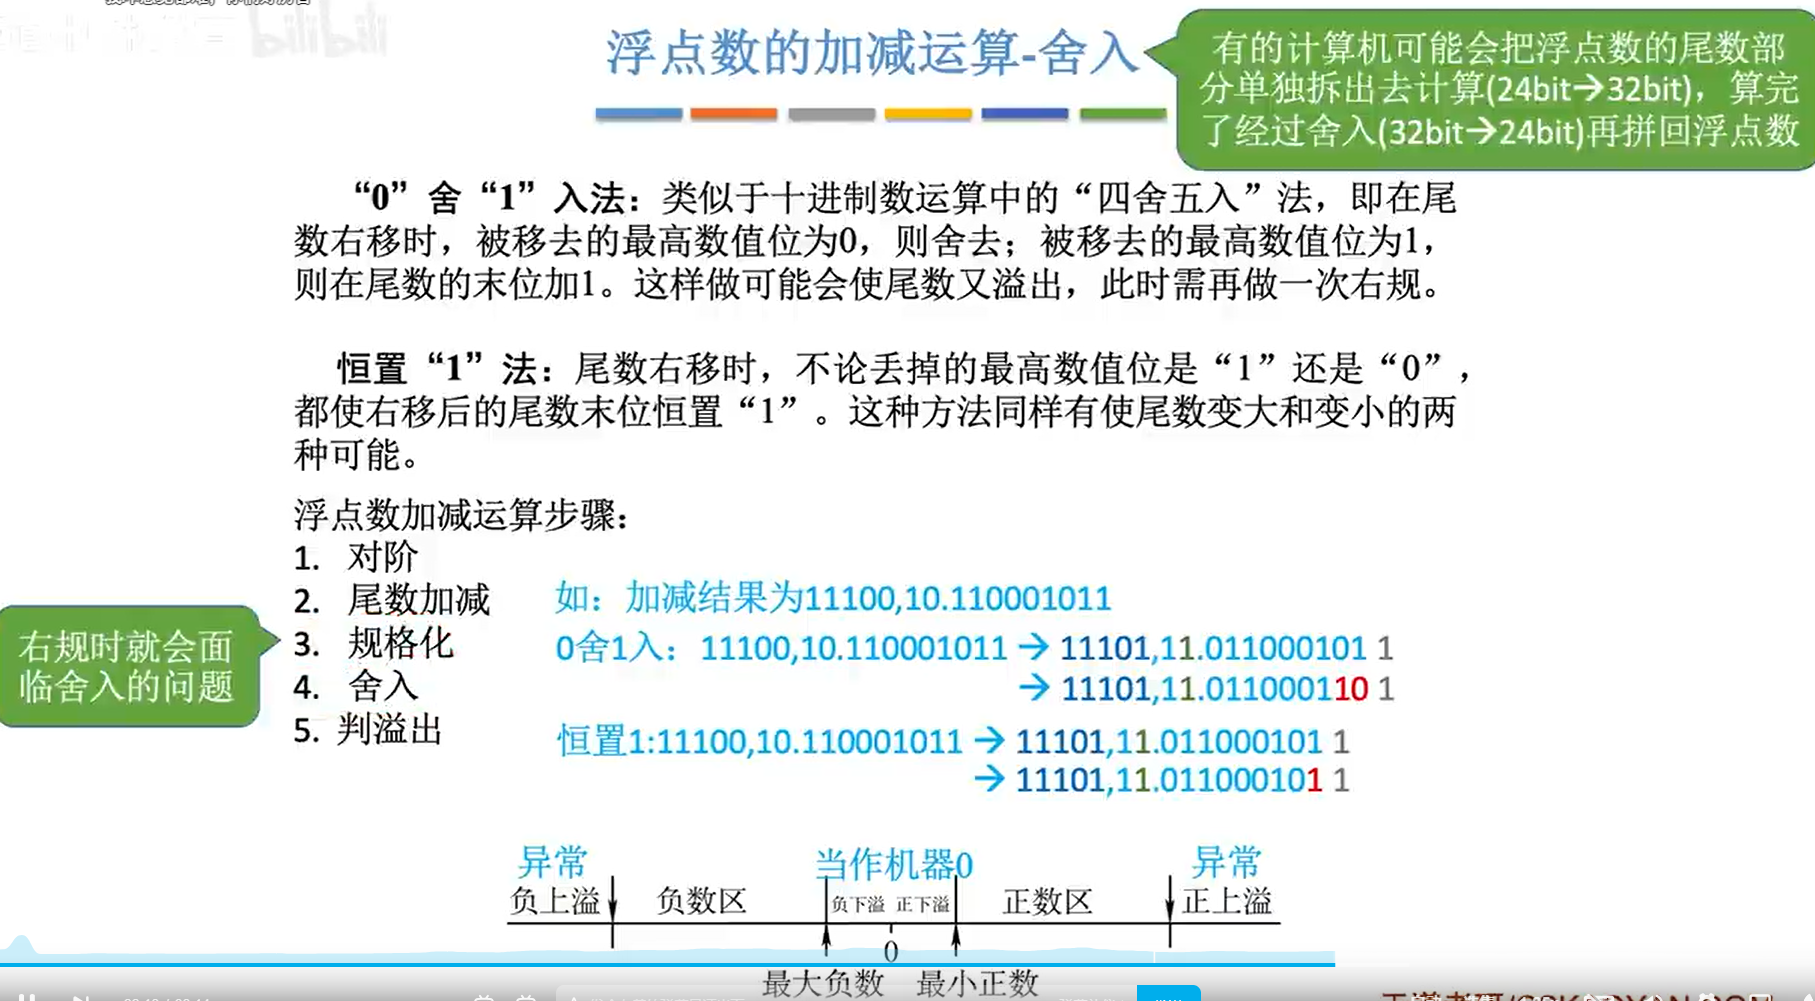 bilibili
浮点数的加减运算-舍入
有的计算机可能会把浮点数的尾数部
分单独拆出去计算(24bit→32bit)，算完
了经过舍入(32bit→24bit)再拼回浮点数
“0”舍“1”入法：类似于十进制数运算中的“四舍五入”法，即在尾
数右移时，被移去的最高数值位为0，则舍去；被移去的最高数值位为1，
则在尾数的末位加1。这样做可能会使尾数又溢出，此时需再做一次右规。
恒置“1”法：尾数右移时，不论丢掉的最高数值位是“1”还是“0”，
都使右移后的尾数末位恒置“1”。这种方法同样有使尾数变大和变小的两
种可能。
浮点数加减运算步骤：
1. 对阶
2. 尾数加减
3. 规格化
4. 舍入
5. 判溢出
右规时就会面
临舍入的问题
如：加减结果为11100,10.110001011
0舍1入：11100,10.110001011 → 11101,11.011000101 1
→ 11101,11.011000110 1
恒置1:11100,10.110001011 → 11101,11.011000101 1
→ 11101,11.011000101 1
异常 当作机器0 异常
负上溢 负数区 负下溢 正下溢 正数区 正上溢
0
最大负数 最小正数